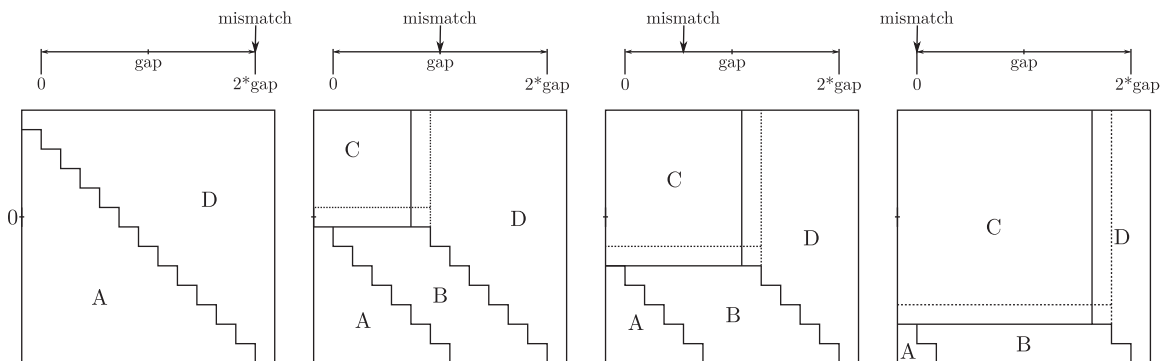 mismatch mismatch mismatch mismatch
gap gap gap gap
0 2*gap 0 2*gap 0 2*gap 0 2*gap
C
C
D
0 D D C D
A B A B A B
A